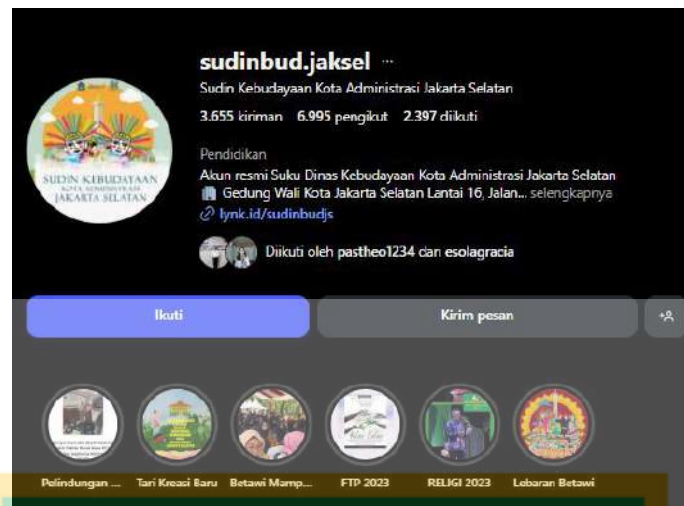 sudinbud.jaksel ...
Sudin Kebudayaan Kota Administrasi Jakarta Selatan
3.655 kiriman 6.995 pengikut 2.397 diikuti
Pendidikan
Akun resmi Suku Dinas Kebudayaan Kota Administrasi Jakarta Selatan
Gedung Wali Kota Jakarta Selatan Lantai 16, Jalan... selengkapnya
lynk.id/sudinbudjs
Diikuti oleh pastheo1234 dan esolagracia
SUDIN KEBUDAYAAN
KOTA ADMINISTRASI
JAKARTA SELATAN
Ikuti
Kirim pesan
Pelindungan ...
Tari Kreasi Baru
Betawi Mamp...
FTP 2023
RELIGI 2023
Lebaran Betawi